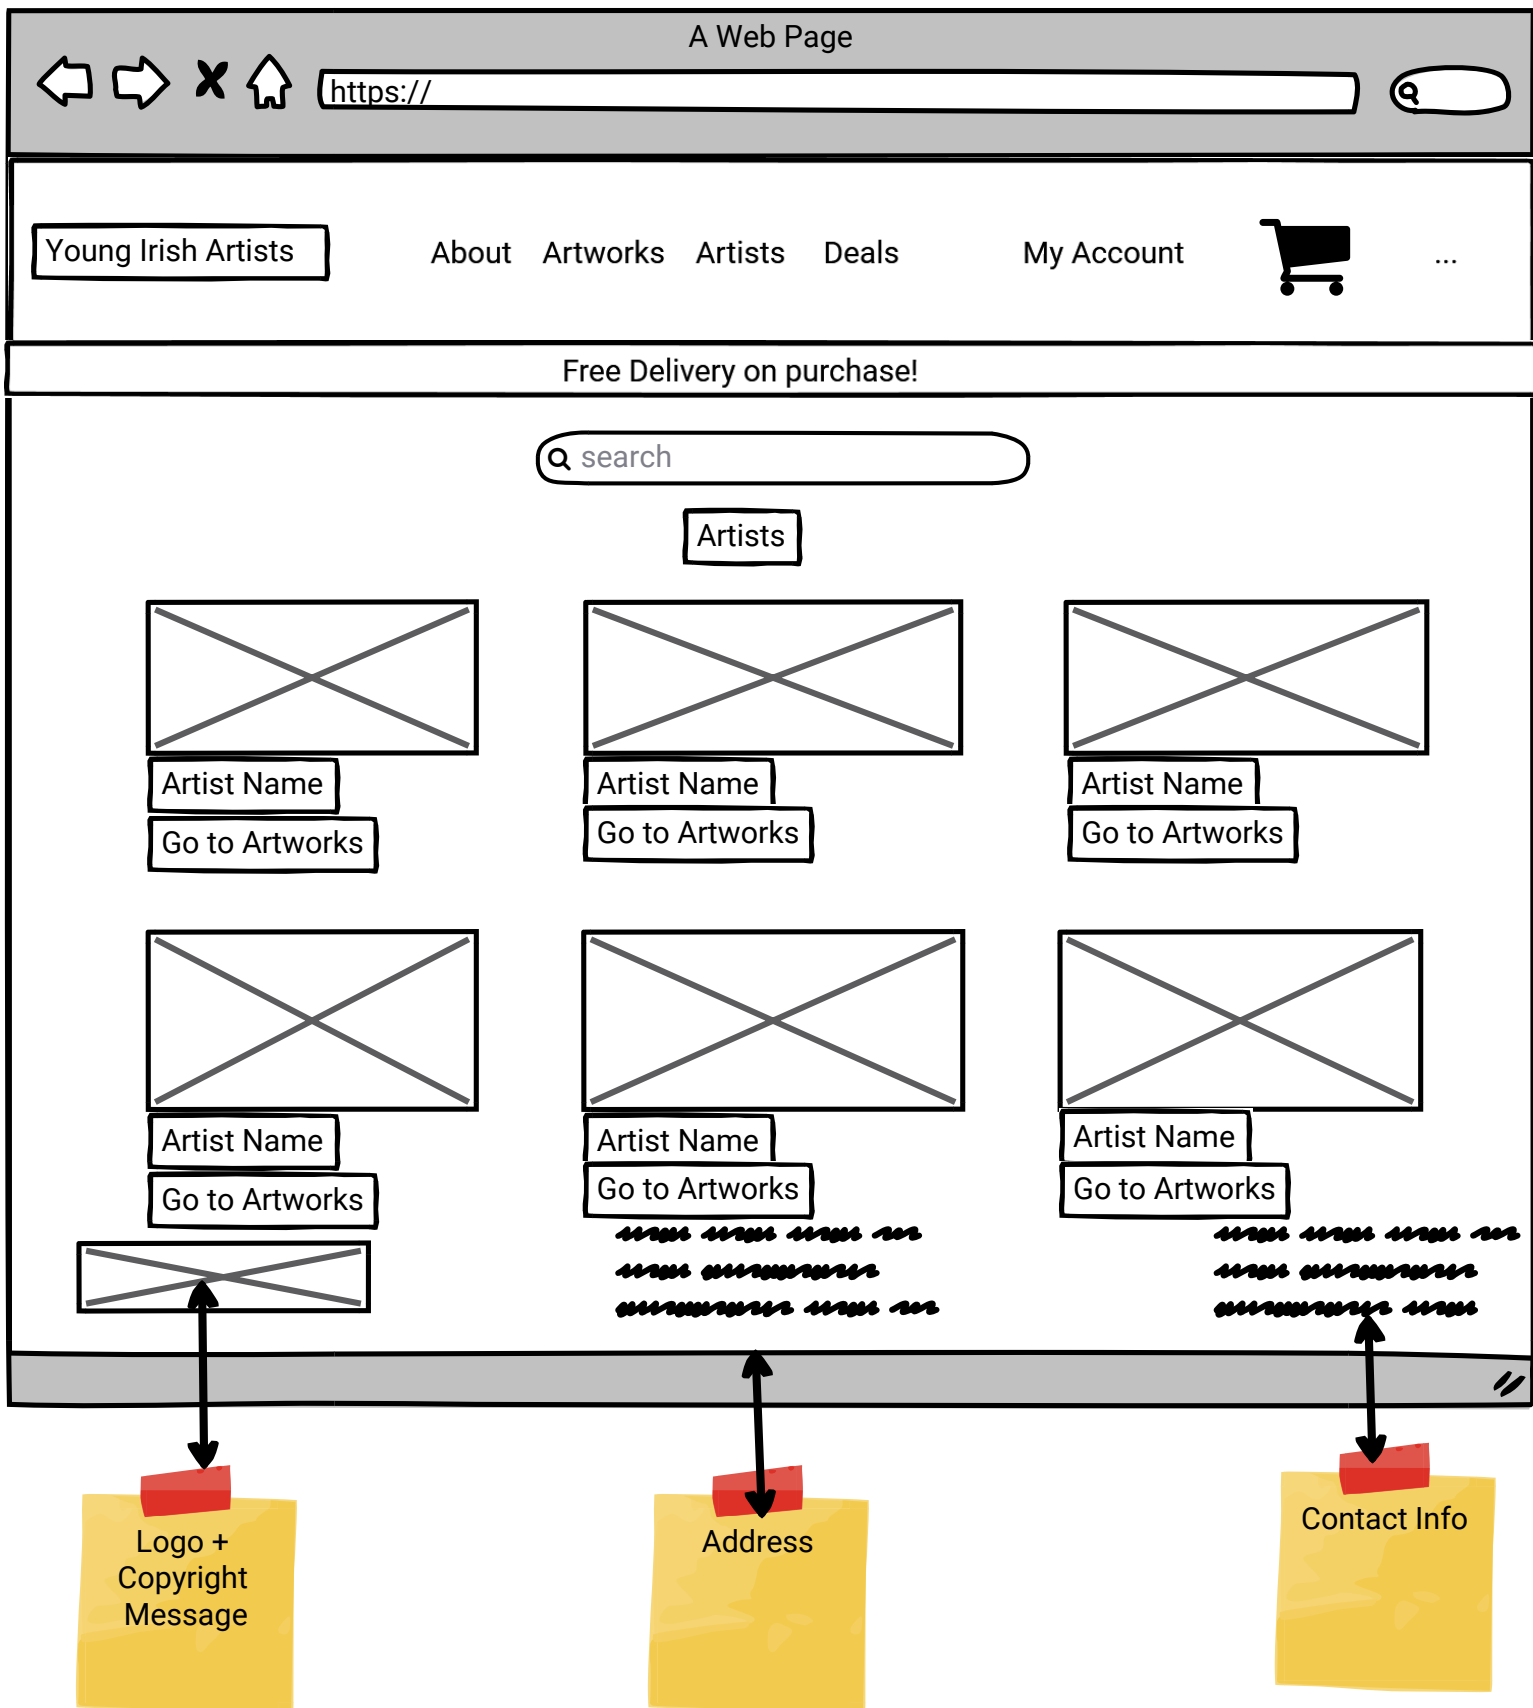 A Web Page
https://
Young Irish Artists
About Artworks Artists Deals My Account ...
Free Delivery on purchase!
search
Artists
Artist Name Artist Name Artist Name
Go to Artworks Go to Artworks Go to Artworks
Artist Name Artist Name Artist Name
Go to Artworks Go to Artworks Go to Artworks
Logo +
Copyright
Message
Address
Contact Info